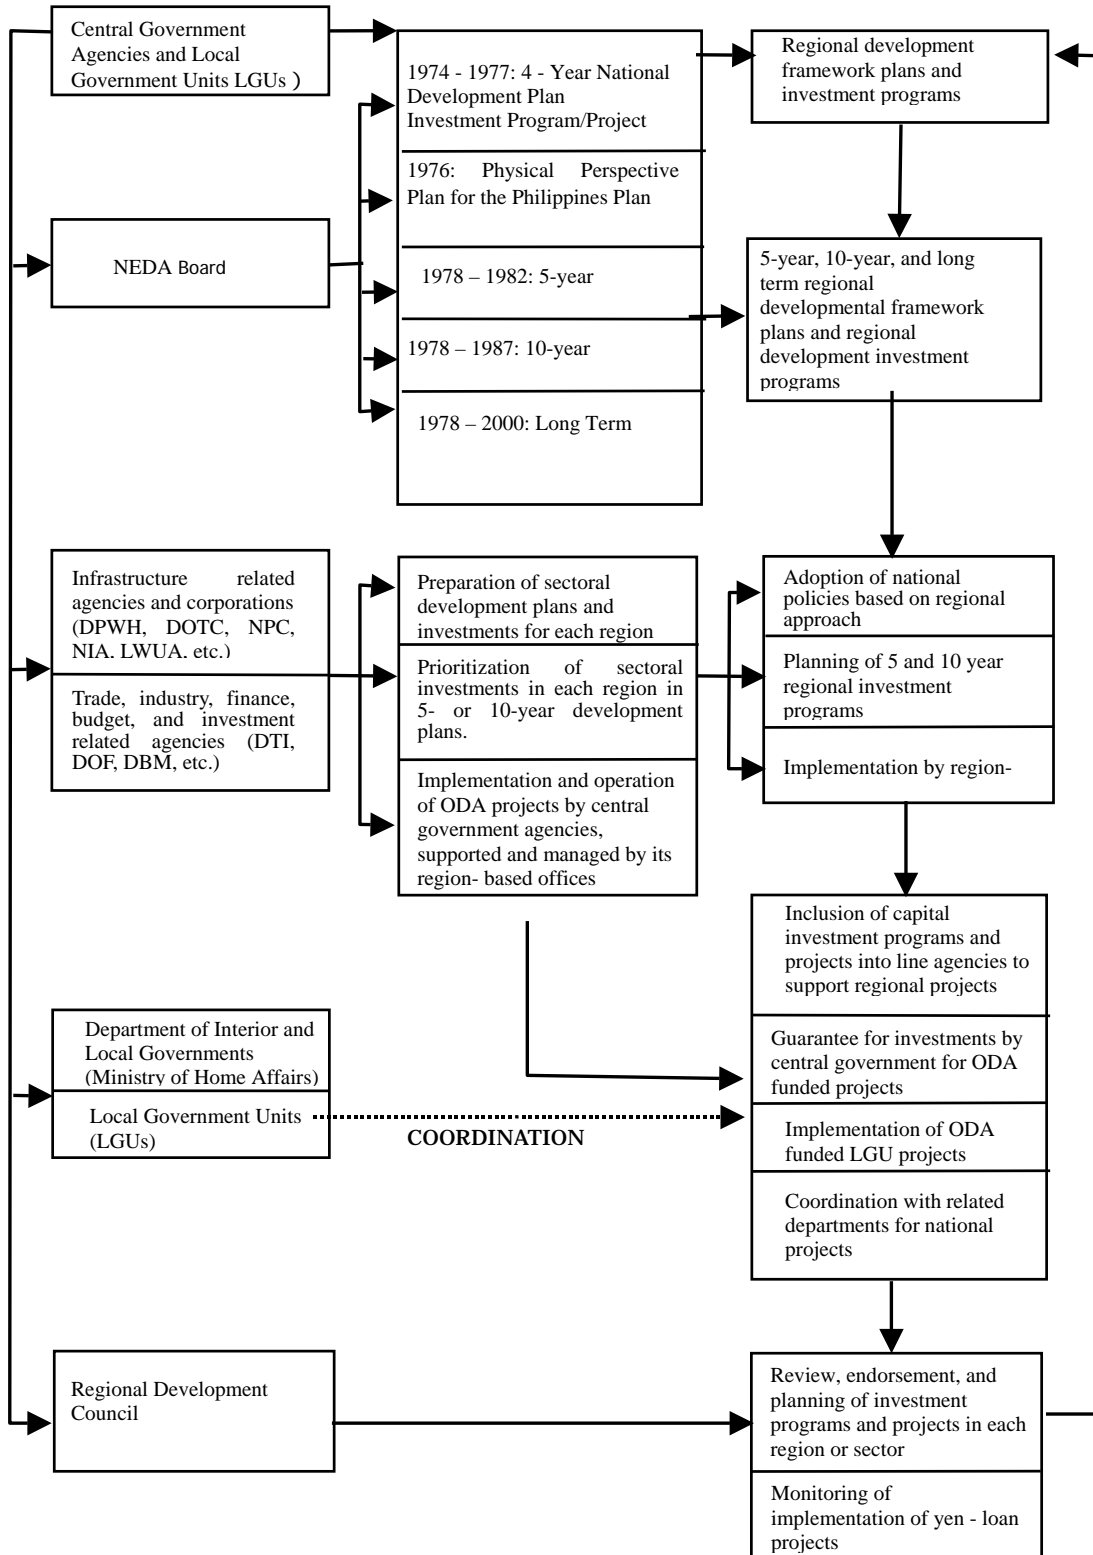 Central Government
Agencies and Local
Government Units LGUs )
1974 - 1977: 4 - Year National
Development Plan
Investment Program/Project
1976: Physical Perspective
Plan for the Philippines Plan
1978 – 1982: 5-year
1978 – 1987: 10-year
1978 – 2000: Long Term
Regional development
framework plans and
investment programs
NEDA Board
5-year, 10-year, and long
term regional
developmental framework
plans and regional
development investment
programs
Infrastructure related
agencies and corporations
(DPWH, DOTC, NPC,
NIA, LWUA, etc.)
Trade, industry, finance,
budget, and investment
related agencies (DTI,
DOF, DBM, etc.)
Preparation of sectoral
development plans and
investments for each region
Prioritization of sectoral
investments in each region in
5- or 10-year development
plans.
Implementation and operation
of ODA projects by central
government agencies,
supported and managed by its
region- based offices
Adoption of national
policies based on regional
approach
Planning of 5 and 10 year
regional investment
programs
Implementation by region-
Inclusion of capital
investment programs and
projects into line agencies to
support regional projects
Guarantee for investments by
central government for ODA
funded projects
Implementation of ODA
funded LGU projects
Coordination with related
departments for national
projects
Department of Interior and
Local Governments
(Ministry of Home Affairs)
Local Government Units
(LGUs)
COORDINATION
Regional Development
Council
Review, endorsement, and
planning of investment
programs and projects in each
region or sector
Monitoring of
implementation of yen - loan
projects